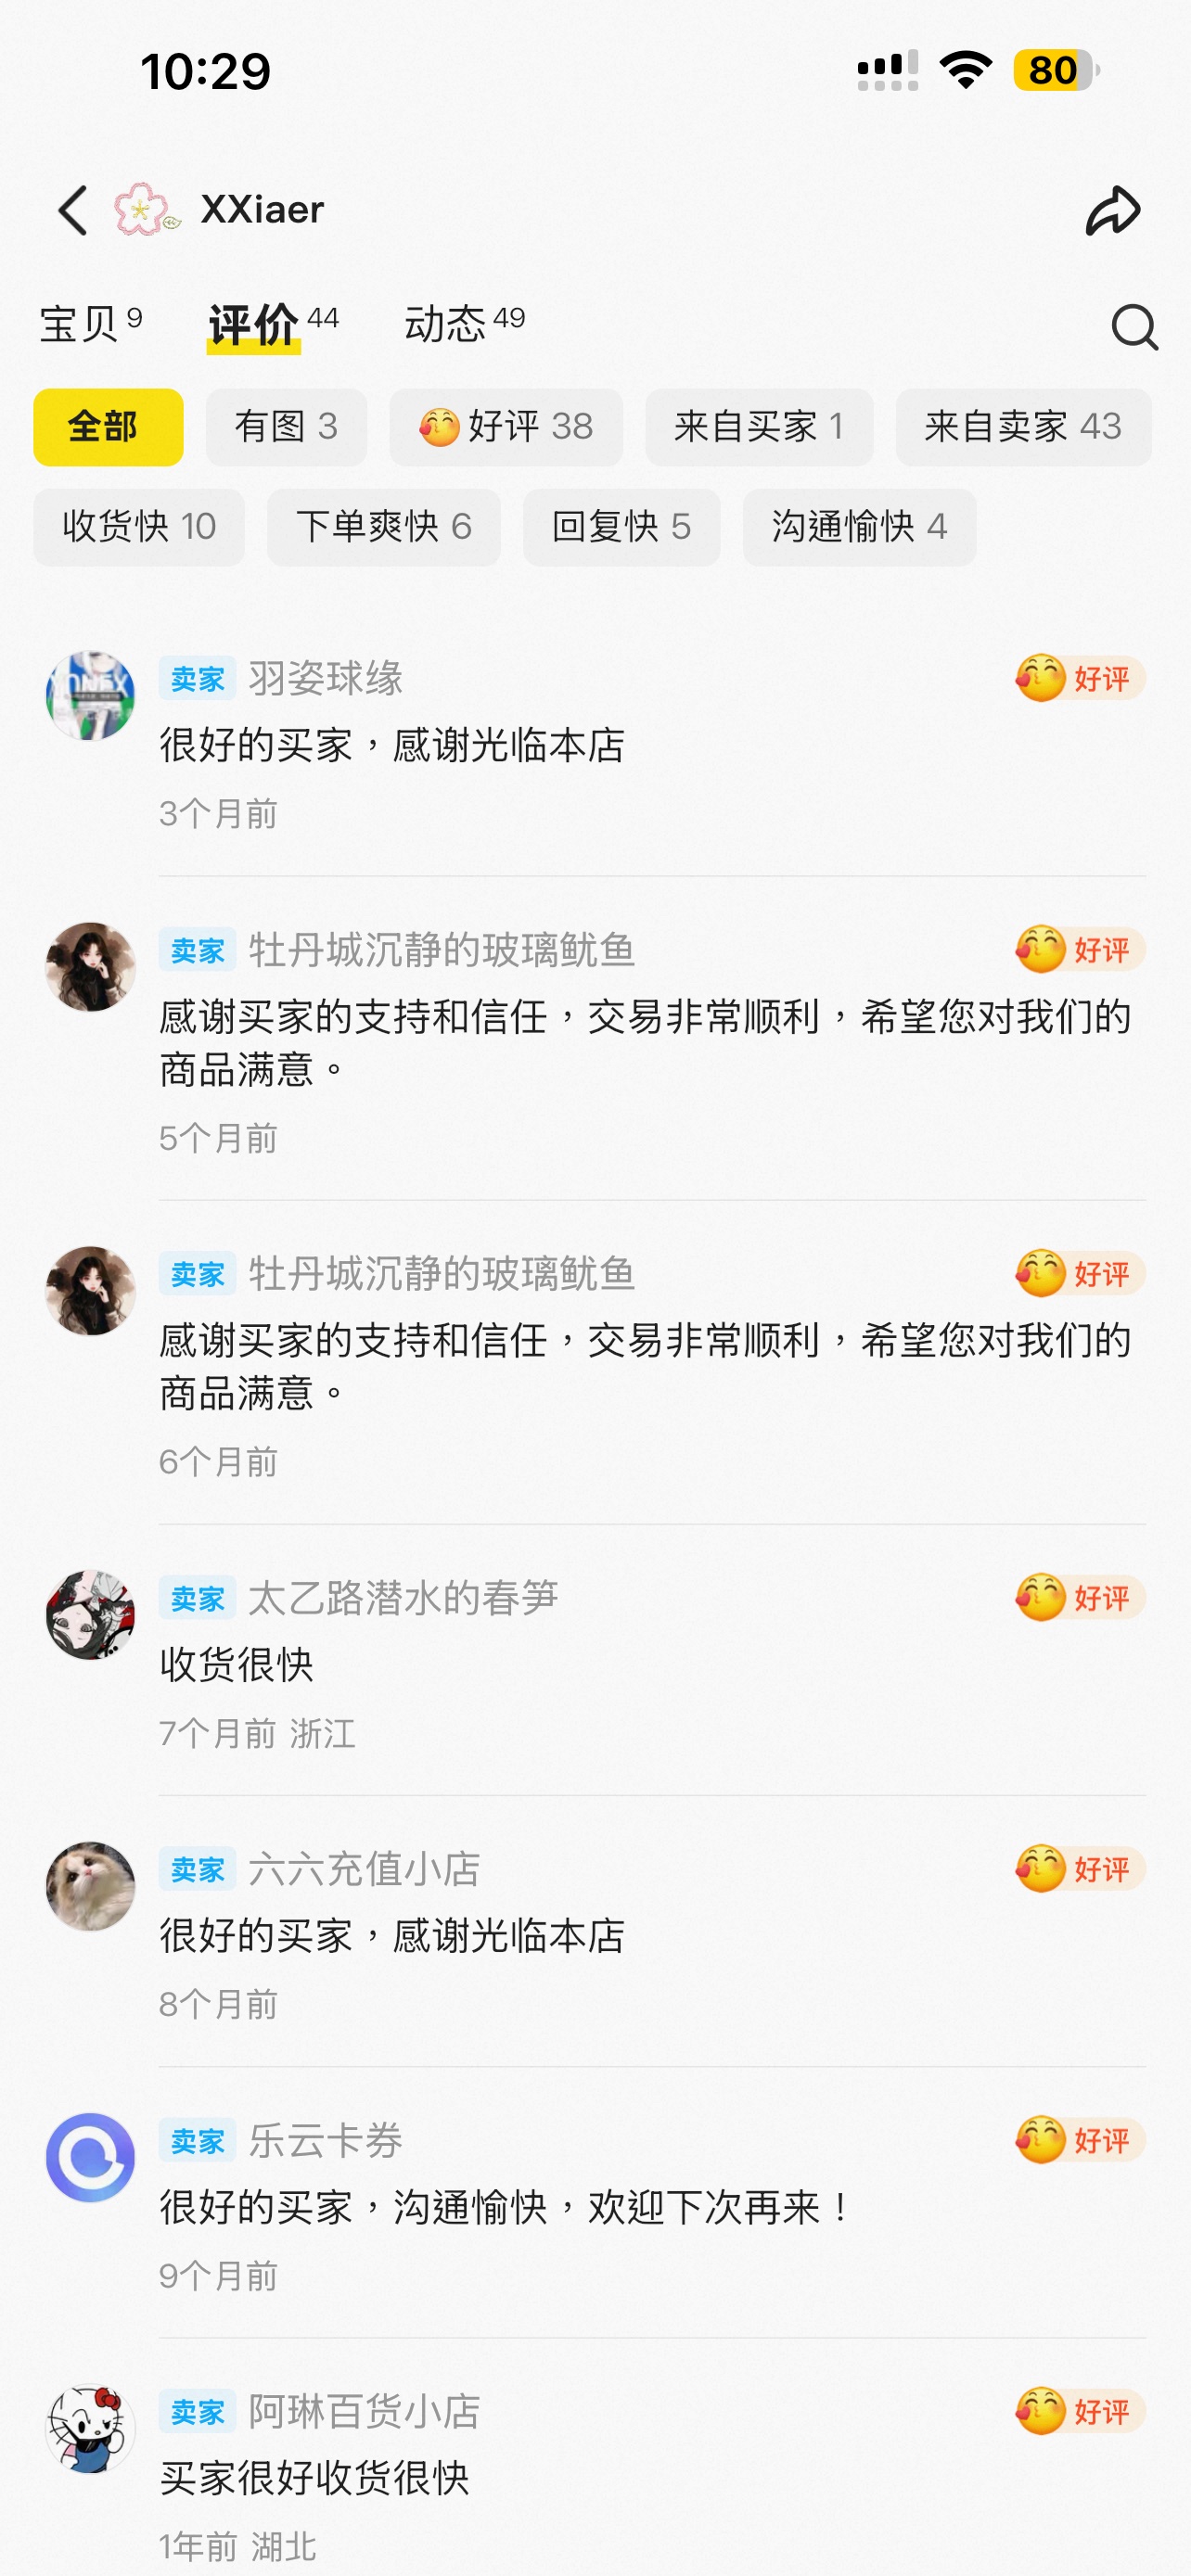 10:29
80
XXiaer
宝贝 9 评价 44 动态 49
全部 有图 3 好评 38 来自买家 1 来自卖家 43
收货快 10 下单爽快 6 回复快 5 沟通愉快 4
卖家 羽姿球缘 好评
很好的买家，感谢光临本店
3个月前
卖家 牡丹城沉静的玻璃鱿鱼 好评
感谢买家的支持和信任，交易非常顺利，希望您对我们的
商品满意。
5个月前
卖家 牡丹城沉静的玻璃鱿鱼 好评
感谢买家的支持和信任，交易非常顺利，希望您对我们的
商品满意。
6个月前
卖家 太乙路潜水的春笋 好评
收货很快
7个月前 浙江
卖家 六六充值小店 好评
很好的买家，感谢光临本店
8个月前
卖家 乐云卡券 好评
很好的买家，沟通愉快，欢迎下次再来！
9个月前
卖家 阿琳百货小店 好评
买家很好收货很快
1年前 湖北